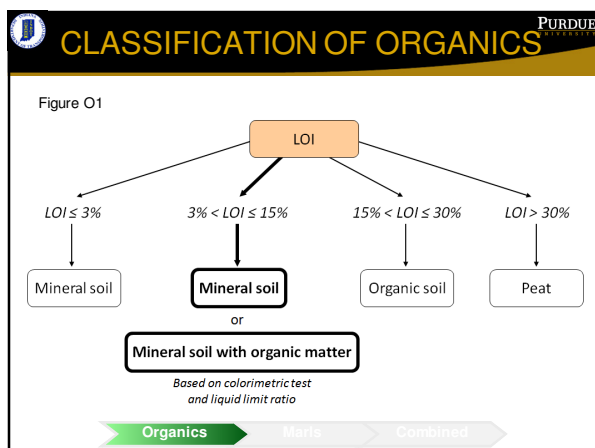 PURDUE
UNIVERSITY
CLASSIFICATION OF ORGANICS
Figure O1
LOI
LOI ≤ 3%
3% < LOI ≤ 15%
15% < LOI ≤ 30%
LOI > 30%
Mineral soil
Mineral soil
Organic soil
Peat
or
Mineral soil with organic matter
Based on colorimetric test
and liquid limit ratio
Organics
Marls
Combined